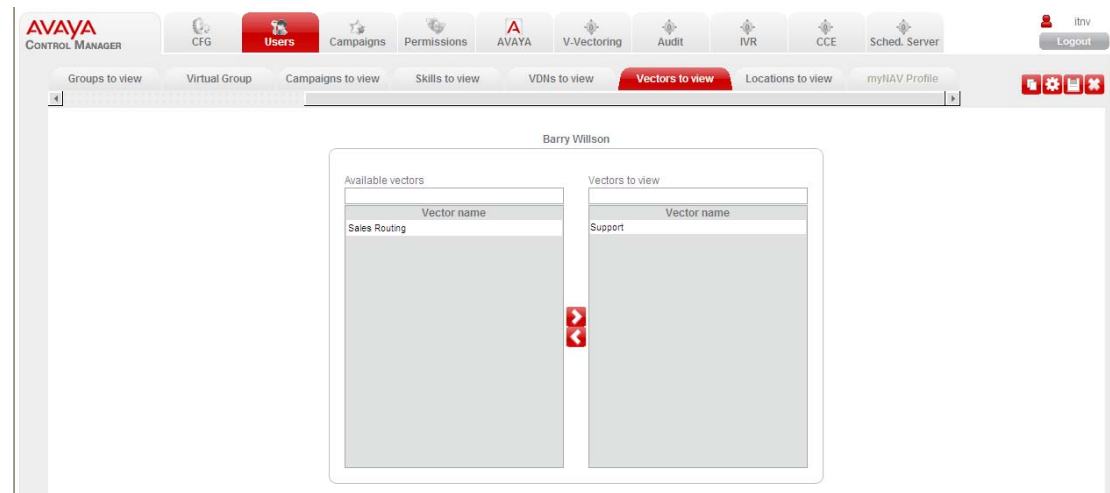 AVAYA
CONTROL MANAGER
CFG
Users
Campaigns
Permissions
A
AVAYA
V-Vectoring
Audit
IVR
CCE
Sched. Server
itnv
Logout
Groups to view
Virtual Group
Campaigns to view
Skills to view
VDNs to view
Vectors to view
Locations to view
myNAV Profile
Barry Willson
Available vectors
Vectors to view
Vector name
Vector name
Sales Routing
Support